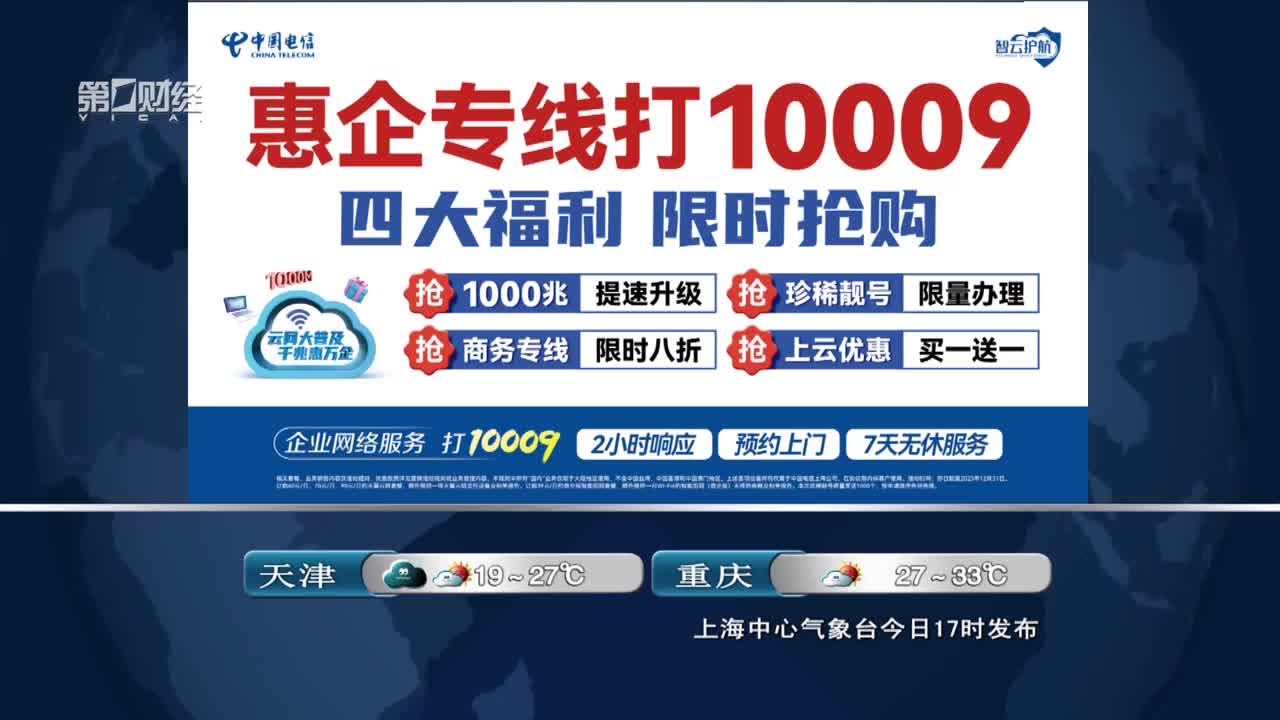 中国电信
CHINA TELECOM
智云护航
第一财经
YICAI
惠企专线打10009
四大福利 限时抢购
1000M
云网大普及
千兆惠万企
抢 1000兆 提速升级
抢 珍稀靓号 限量办理
抢 商务专线 限时八折
抢 上云优惠 买一送一
企业网络服务 打10009 2小时响应 预约上门 7天无休服务
天津 19~27℃
重庆 27~33℃
上海中心气象台今日17时发布